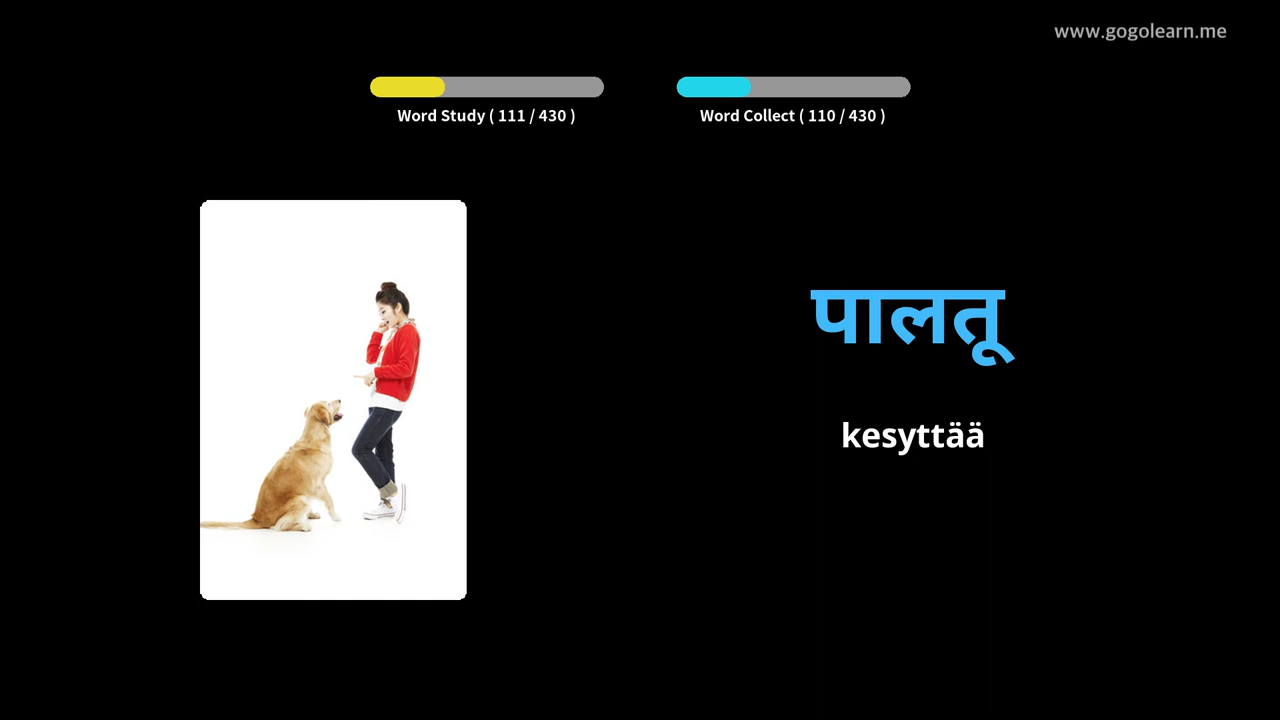 www.gogolearn.me
Word Study ( 111 / 430 )
Word Collect ( 110 / 430 )
पालतू
kesyttää